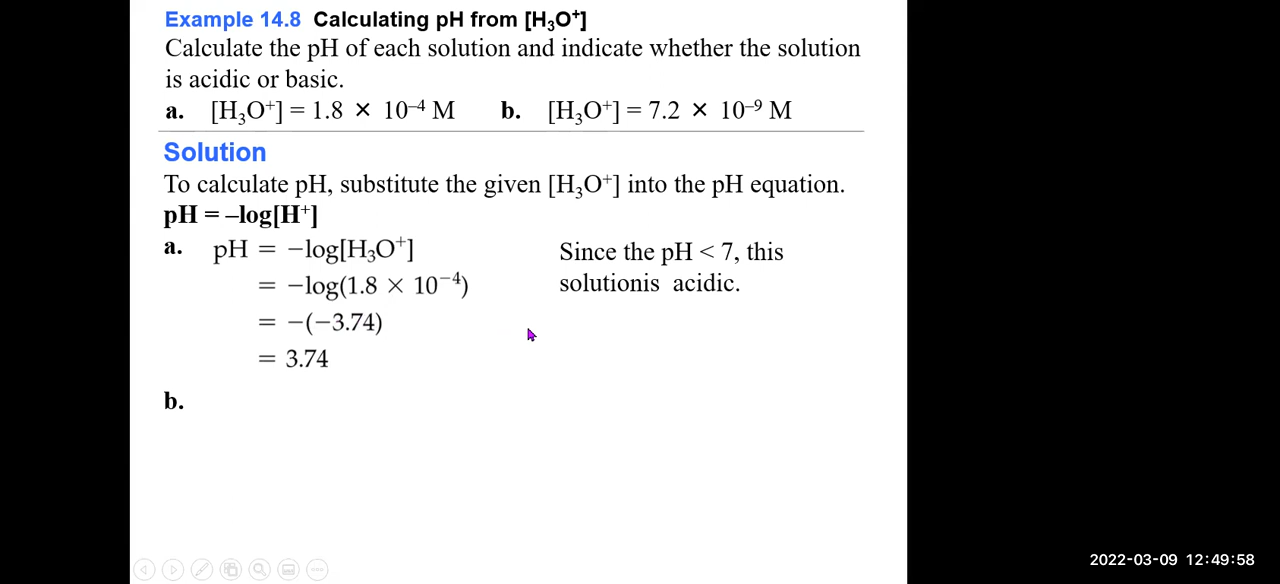 Example 14.8 Calculating pH from [H₃O⁺]
Calculate the pH of each solution and indicate whether the solution
is acidic or basic.
a. [H₃O⁺] = 1.8 × 10⁻⁴ M b. [H₃O⁺] = 7.2 × 10⁻⁹ M
Solution
To calculate pH, substitute the given [H₃O⁺] into the pH equation.
pH = –log[H⁺]
a. pH = −log[H₃O⁺]
= −log(1.8 × 10⁻⁴)
= −(−3.74)
= 3.74
Since the pH < 7, this
solutionis acidic.
b.
2022-03-09 12:49:58